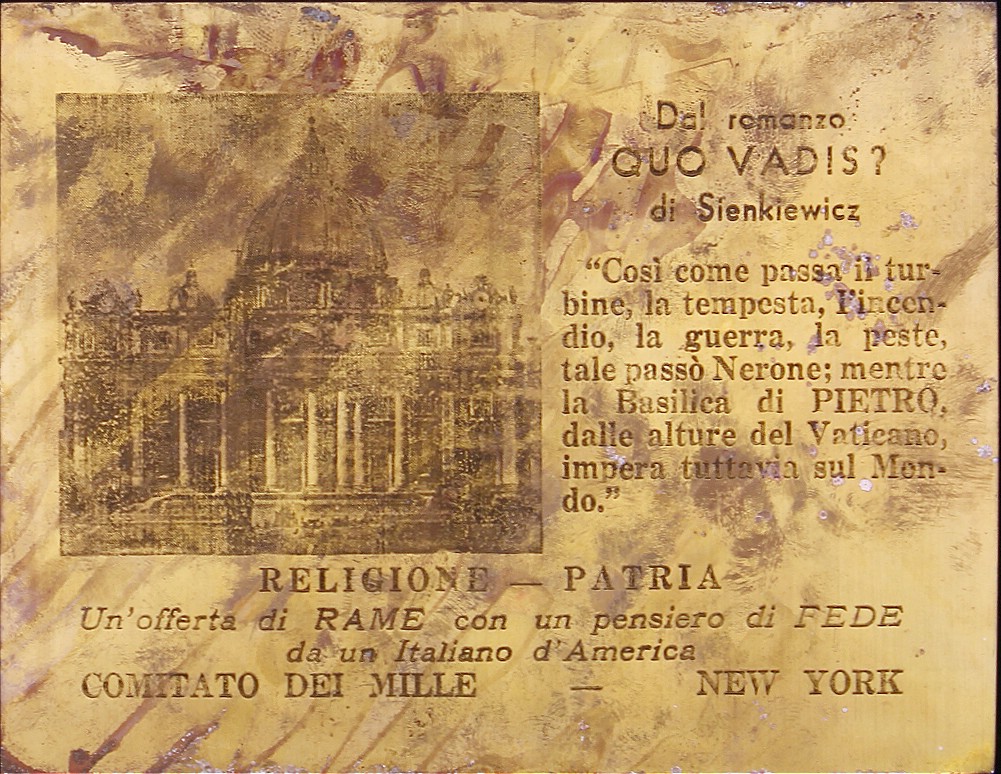 Dal romanzo
QUO VADIS?
di Sienkiewicz
“Così come passa il tur-
bine, la tempesta, l'incen-
dio, la guerra, la peste,
tale passò Nerone; mentre
la Basilica di PIETRO,
dalle alture del Vaticano,
impera tuttavia sul Mon-
do.”
RELIGIONE — PATRIA
Un'offerta di RAME con un pensiero di FEDE
da un Italiano d'America
COMITATO DEI MILLE — NEW YORK